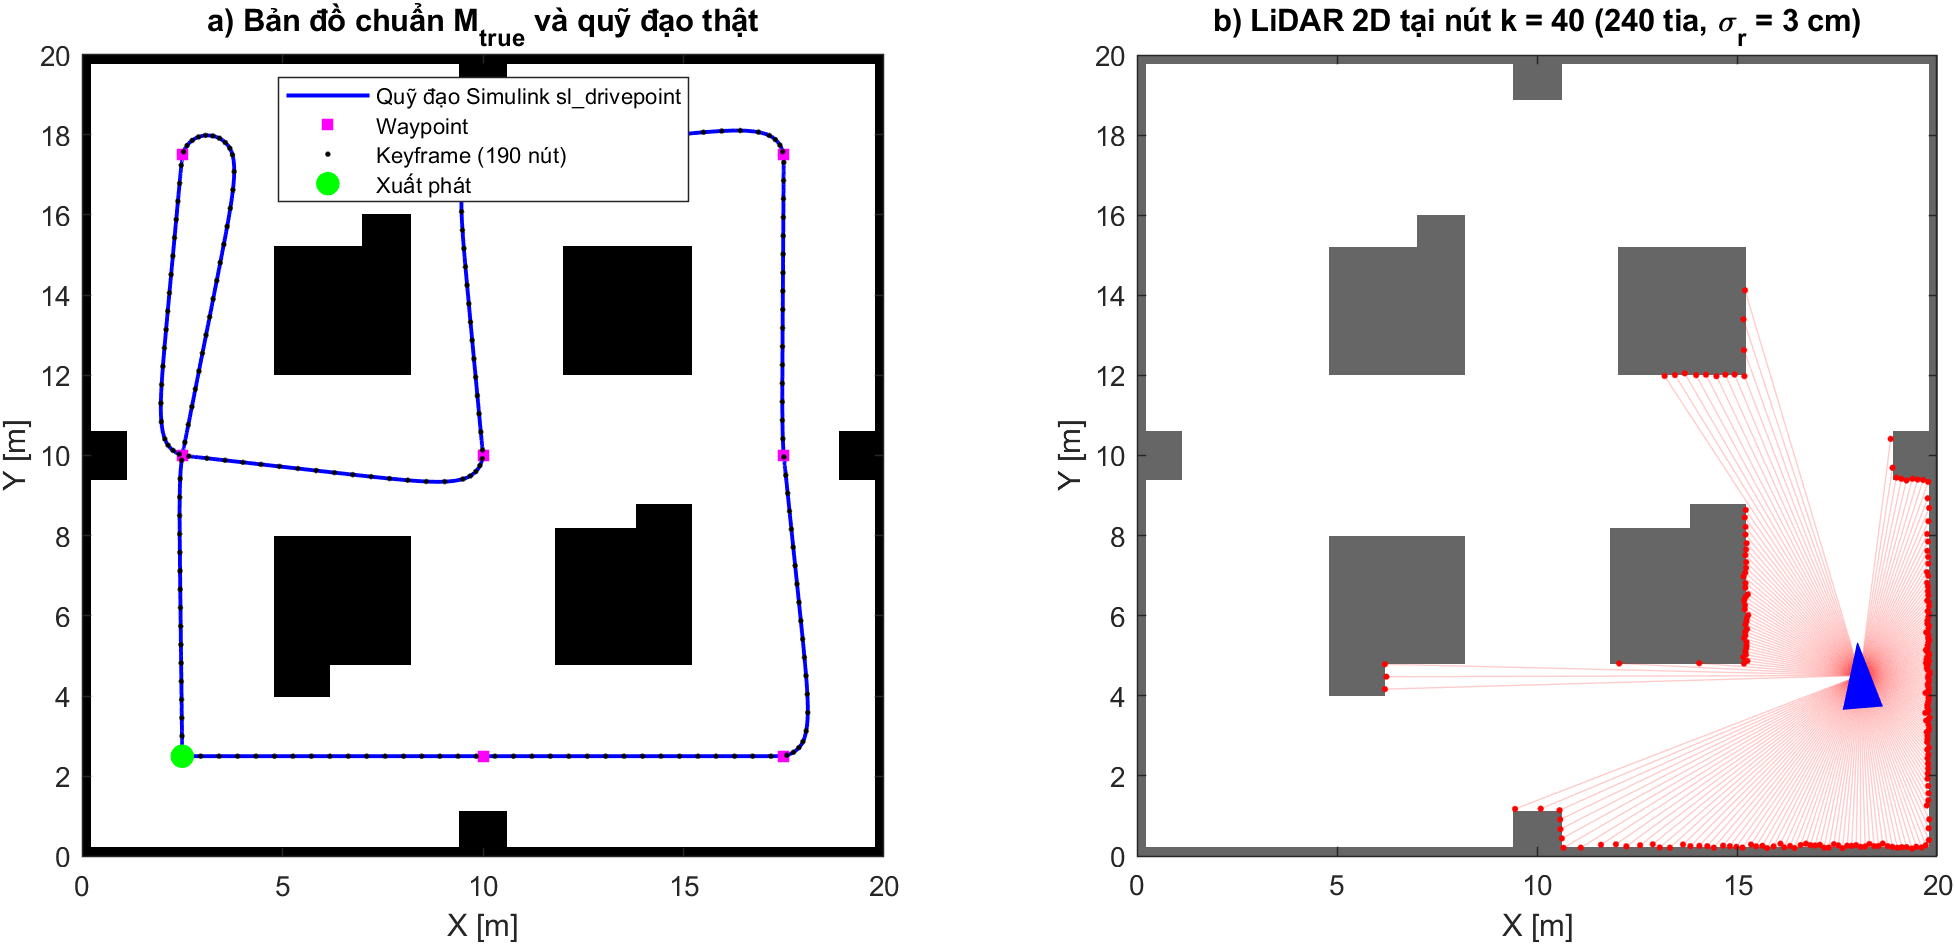 a) Bản đồ chuẩn M_true và quỹ đạo thật
20
18
16
14
12
10
8
6
4
2
0
Y [m]
Quỹ đạo Simulink sl_drivepoint
Waypoint
Keyframe (190 nút)
Xuất phát
0 5 10 15 20
X [m]
b) LiDAR 2D tại nút k = 40 (240 tia, σ_r = 3 cm)
20
18
16
14
12
10
8
6
4
2
0
Y [m]
0 5 10 15 20
X [m]